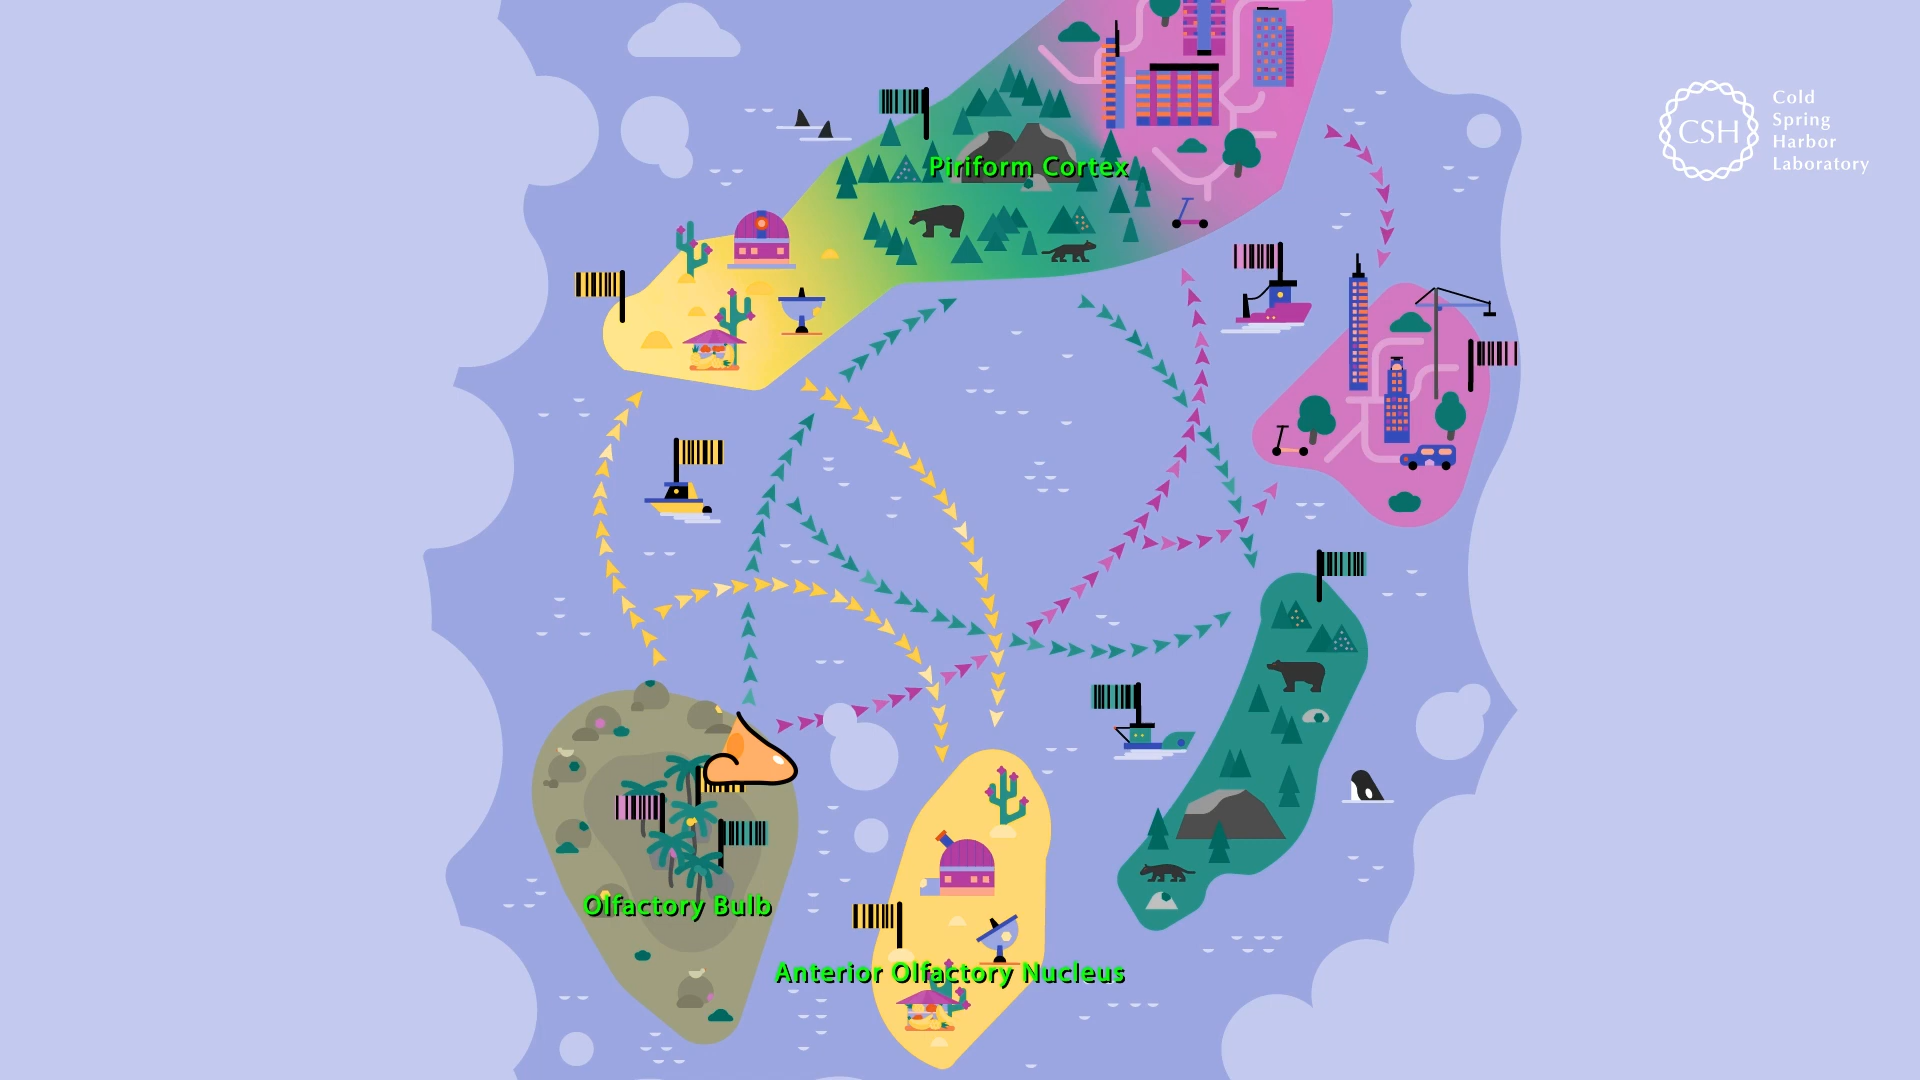 CSH
Cold
Spring
Harbor
Laboratory
Piriform Cortex
Olfactory Bulb
Anterior Olfactory Nucleus